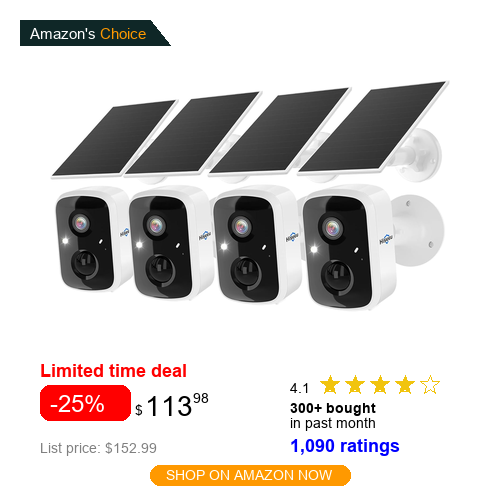 Amazon's Choice
Hiseeu Hiseeu Hiseeu Hiseeu
Limited time deal
-25% $ 113 98
List price: $152.99
4.1
300+ bought
in past month
1,090 ratings
SHOP ON AMAZON NOW